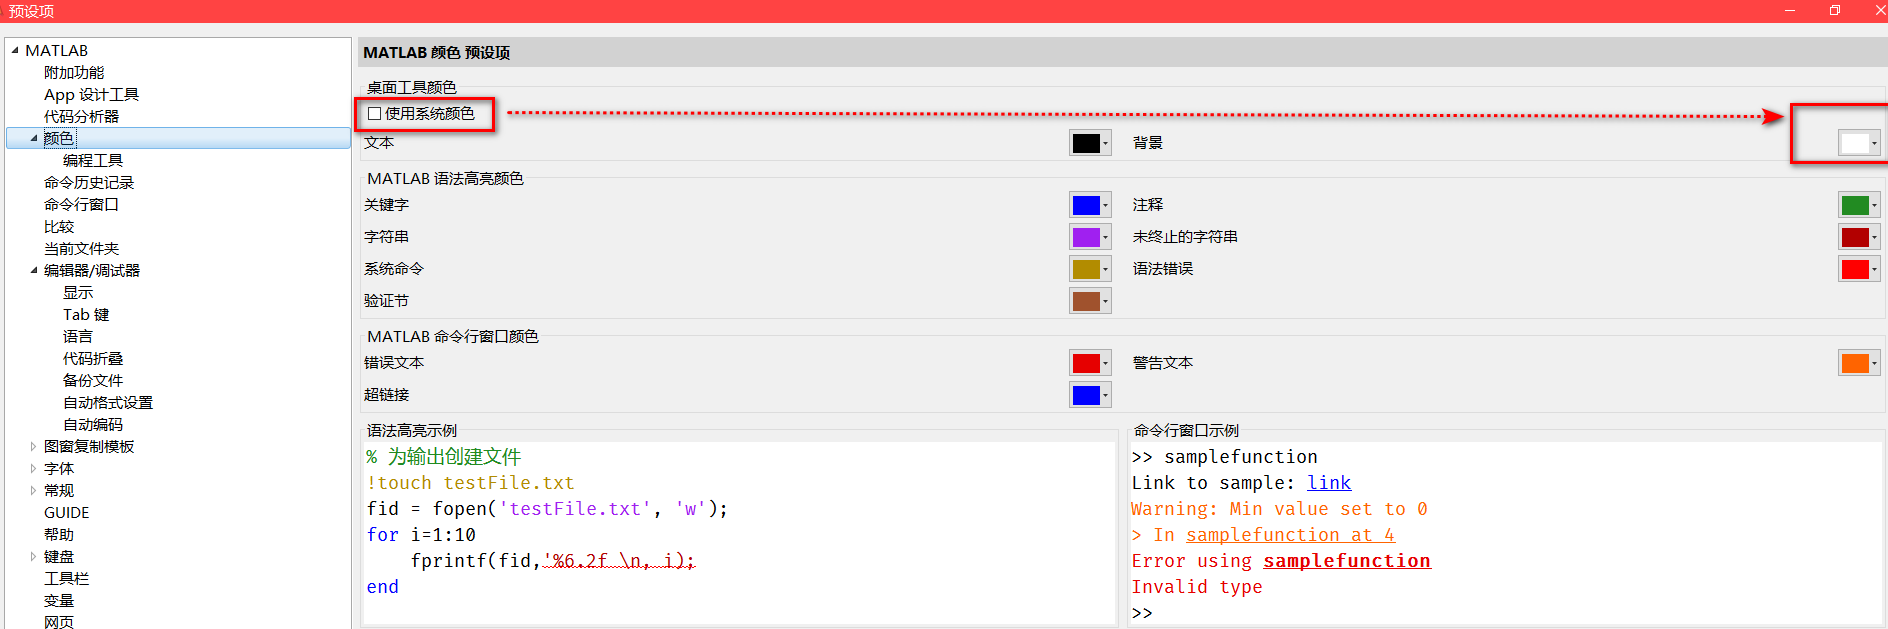 预设项
MATLAB
附加功能
App 设计工具
代码分析器
颜色
编程工具
命令历史记录
命令行窗口
比较
当前文件夹
编辑器/调试器
显示
Tab 键
语言
代码折叠
备份文件
自动格式设置
自动编码
图窗复制模板
字体
常规
GUIDE
帮助
键盘
工具栏
变量
网页
MATLAB 颜色 预设项
桌面工具颜色
使用系统颜色
文本
背景
MATLAB 语法高亮颜色
关键字
注释
字符串
未终止的字符串
系统命令
语法错误
验证节
MATLAB 命令行窗口颜色
错误文本
警告文本
超链接
语法高亮示例
% 为输出创建文件
!touch testFile.txt
fid = fopen('testFile.txt', 'w');
for i=1:10
    fprintf(fid,'%6.2f \n, i);
end
命令行窗口示例
>> samplefunction
Link to sample: link
Warning: Min value set to 0
> In samplefunction at 4
Error using samplefunction
Invalid type
>>